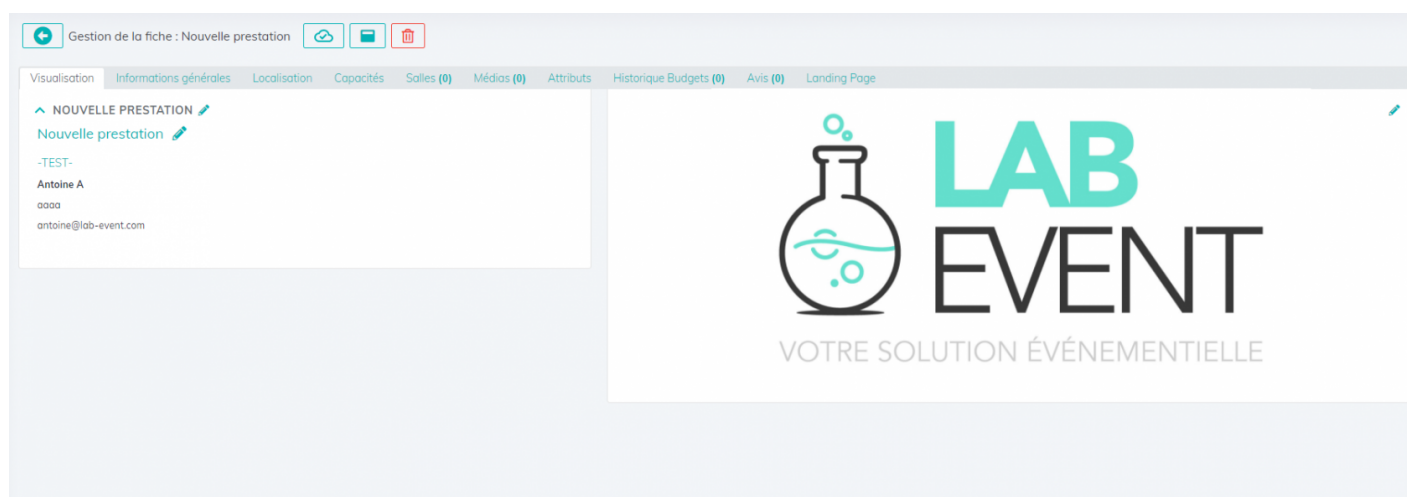 Gestion de la fiche : Nouvelle prestation
Visualisation Informations générales Localisation Capacités Salles (0) Médias (0) Attributs Historique Budgets (0) Avis (0) Landing Page
NOUVELLE PRESTATION
Nouvelle prestation
-TEST-
Antoine A
aaaa
antoine@lab-event.com
LAB
EVENT
VOTRE SOLUTION ÉVÉNEMENTIELLE